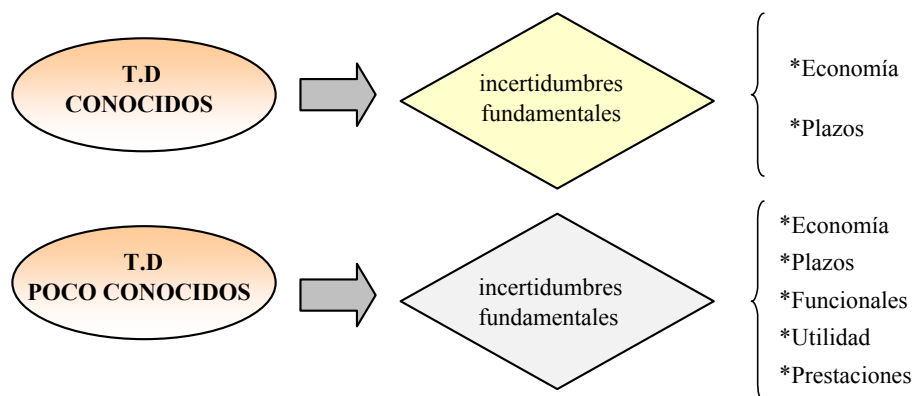 T.D
CONOCIDOS
incertidumbres
fundamentales
*Economía
*Plazos
T.D
POCO CONOCIDOS
incertidumbres
fundamentales
*Economía
*Plazos
*Funcionales
*Utilidad
*Prestaciones